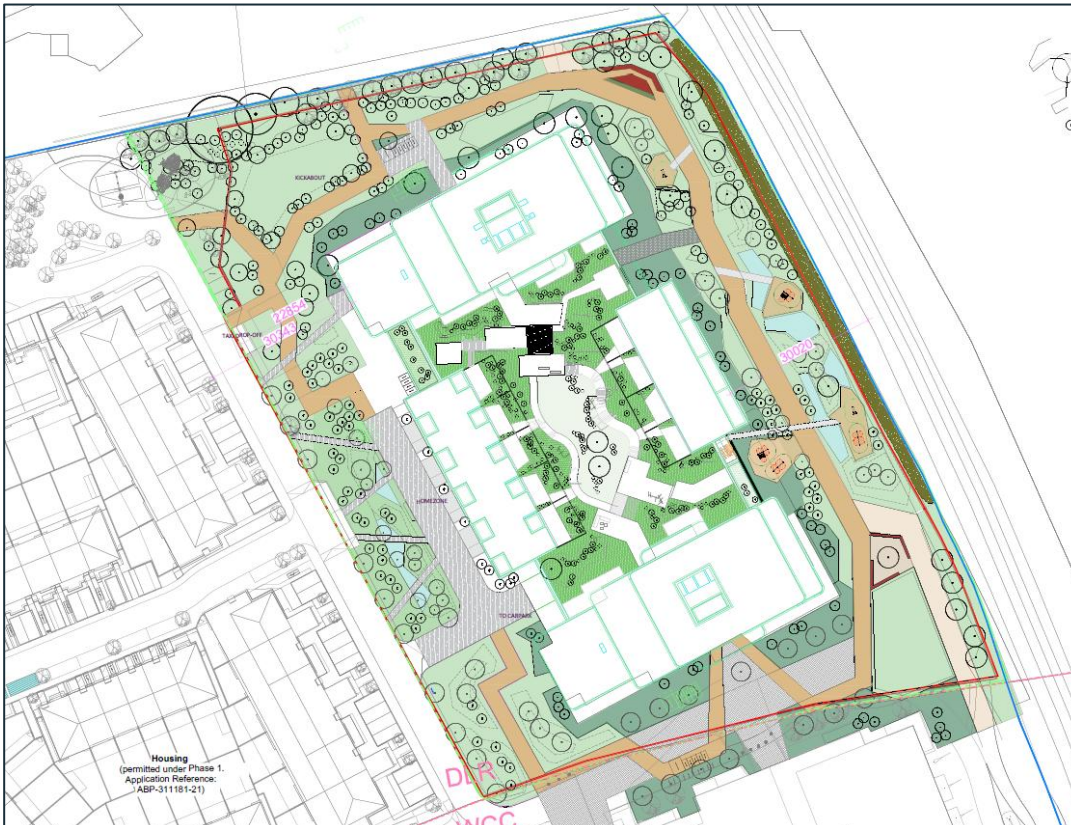 KICKABOUT
22854
30343
TAXI DROP-OFF
30020
HOMEZONE
TO CARPARK
Housing
(permitted under Phase 1.
Application Reference:
ABP-311181-21)
DLR
WCC